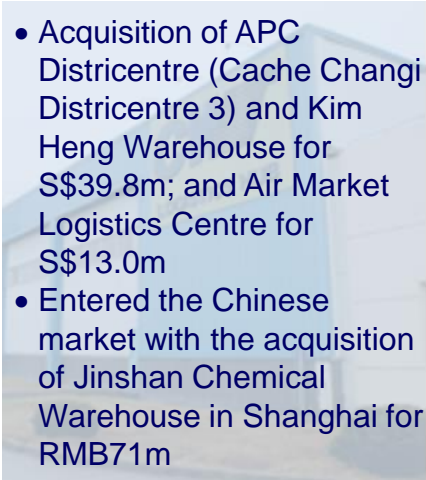 • Acquisition of APC
Districentre (Cache Changi
Districentre 3) and Kim
Heng Warehouse for
S$39.8m; and Air Market
Logistics Centre for
S$13.0m
• Entered the Chinese
market with the acquisition
of Jinshan Chemical
Warehouse in Shanghai for
RMB71m